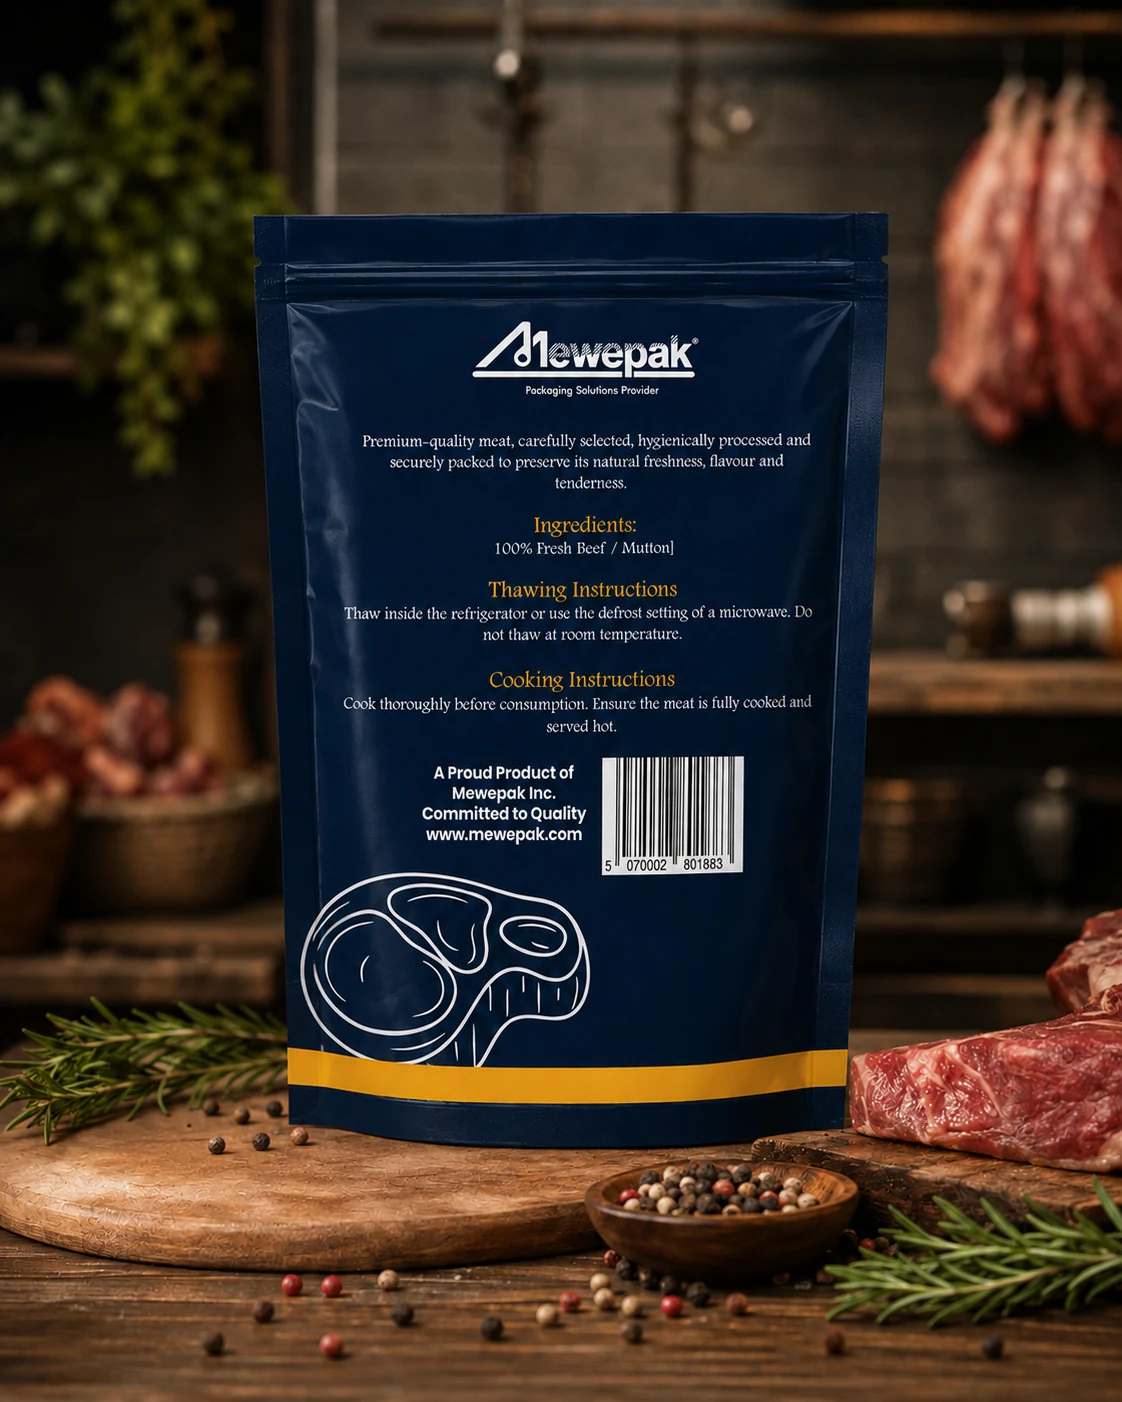 Mewepak®
Packaging Solutions Provider
Premium-quality meat, carefully selected, hygienically processed and
securely packed to preserve its natural freshness, flavour and
tenderness.
Ingredients:
100% Fresh Beef / Mutton]
Thawing Instructions
Thaw inside the refrigerator or use the defrost setting of a microwave. Do
not thaw at room temperature.
Cooking Instructions
Cook thoroughly before consumption. Ensure the meat is fully cooked and
served hot.
A Proud Product of
Mewepak Inc.
Committed to Quality
www.mewepak.com
5 070002 801883